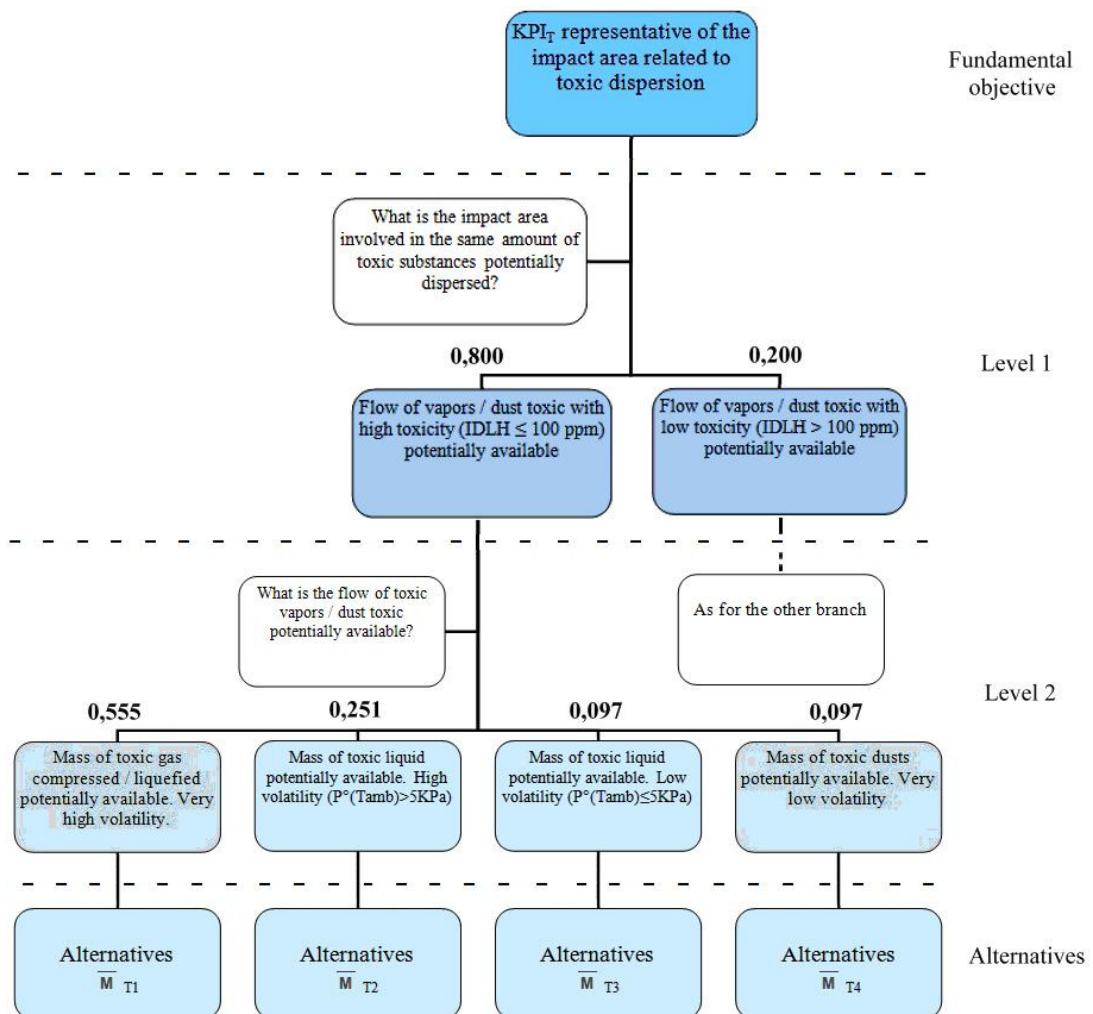 KPIT representative of the
impact area related to
toxic dispersion
Fundamental
objective
What is the impact area
involved in the same amount of
toxic substances potentially
dispersed?
0,800
0,200
Level 1
Flow of vapors / dust toxic with
high toxicity (IDLH ≤ 100 ppm)
potentially available
Flow of vapors / dust toxic with
low toxicity (IDLH > 100 ppm)
potentially available
What is the flow of toxic
vapors / dust toxic
potentially available?
As for the other branch
Level 2
0,555
0,251
0,097
0,097
Mass of toxic gas
compressed / liquefied
potentially available. Very
high volatility.
Mass of toxic liquid
potentially available. High
volatility (P°(Tamb)>5KPa)
Mass of toxic liquid
potentially available. Low
volatility (P°(Tamb)≤5KPa)
Mass of toxic dusts
potentially available. Very
low volatility
Alternatives
M̅ T1
Alternatives
M̅ T2
Alternatives
M̅ T3
Alternatives
M̅ T4
Alternatives